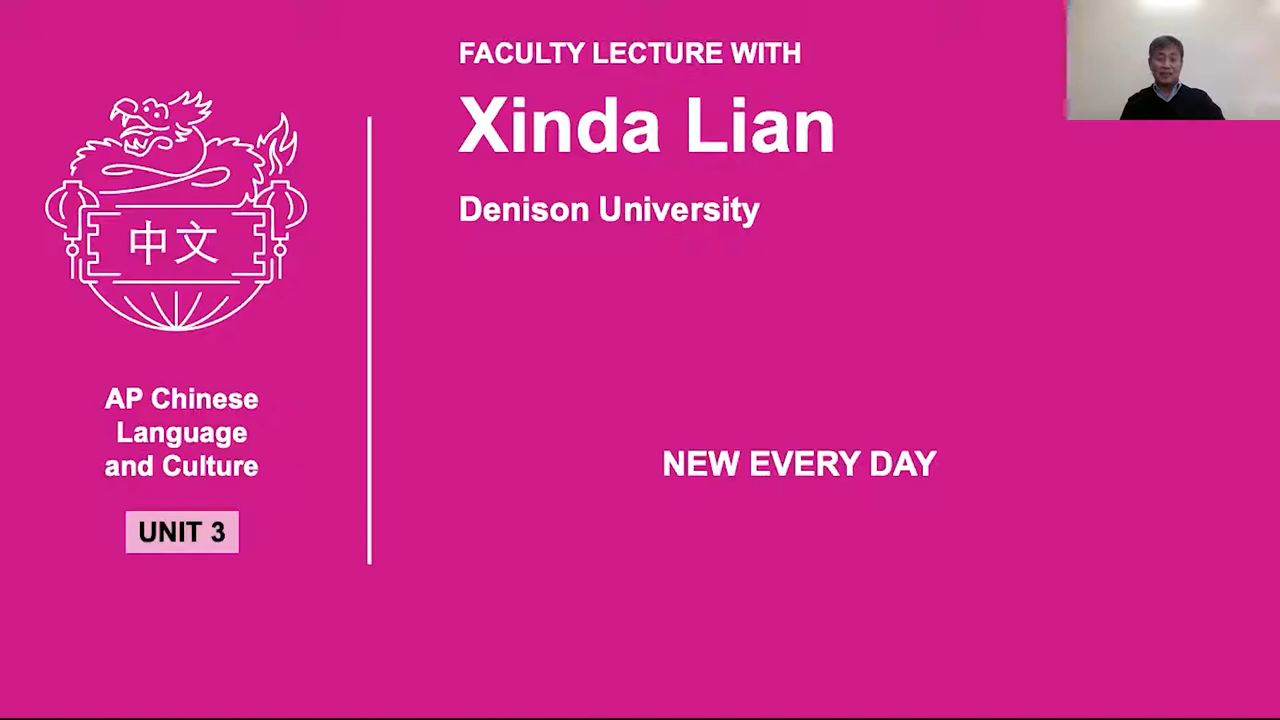 FACULTY LECTURE WITH
Xinda Lian
Denison University
中文
AP Chinese
Language
and Culture
UNIT 3
NEW EVERY DAY